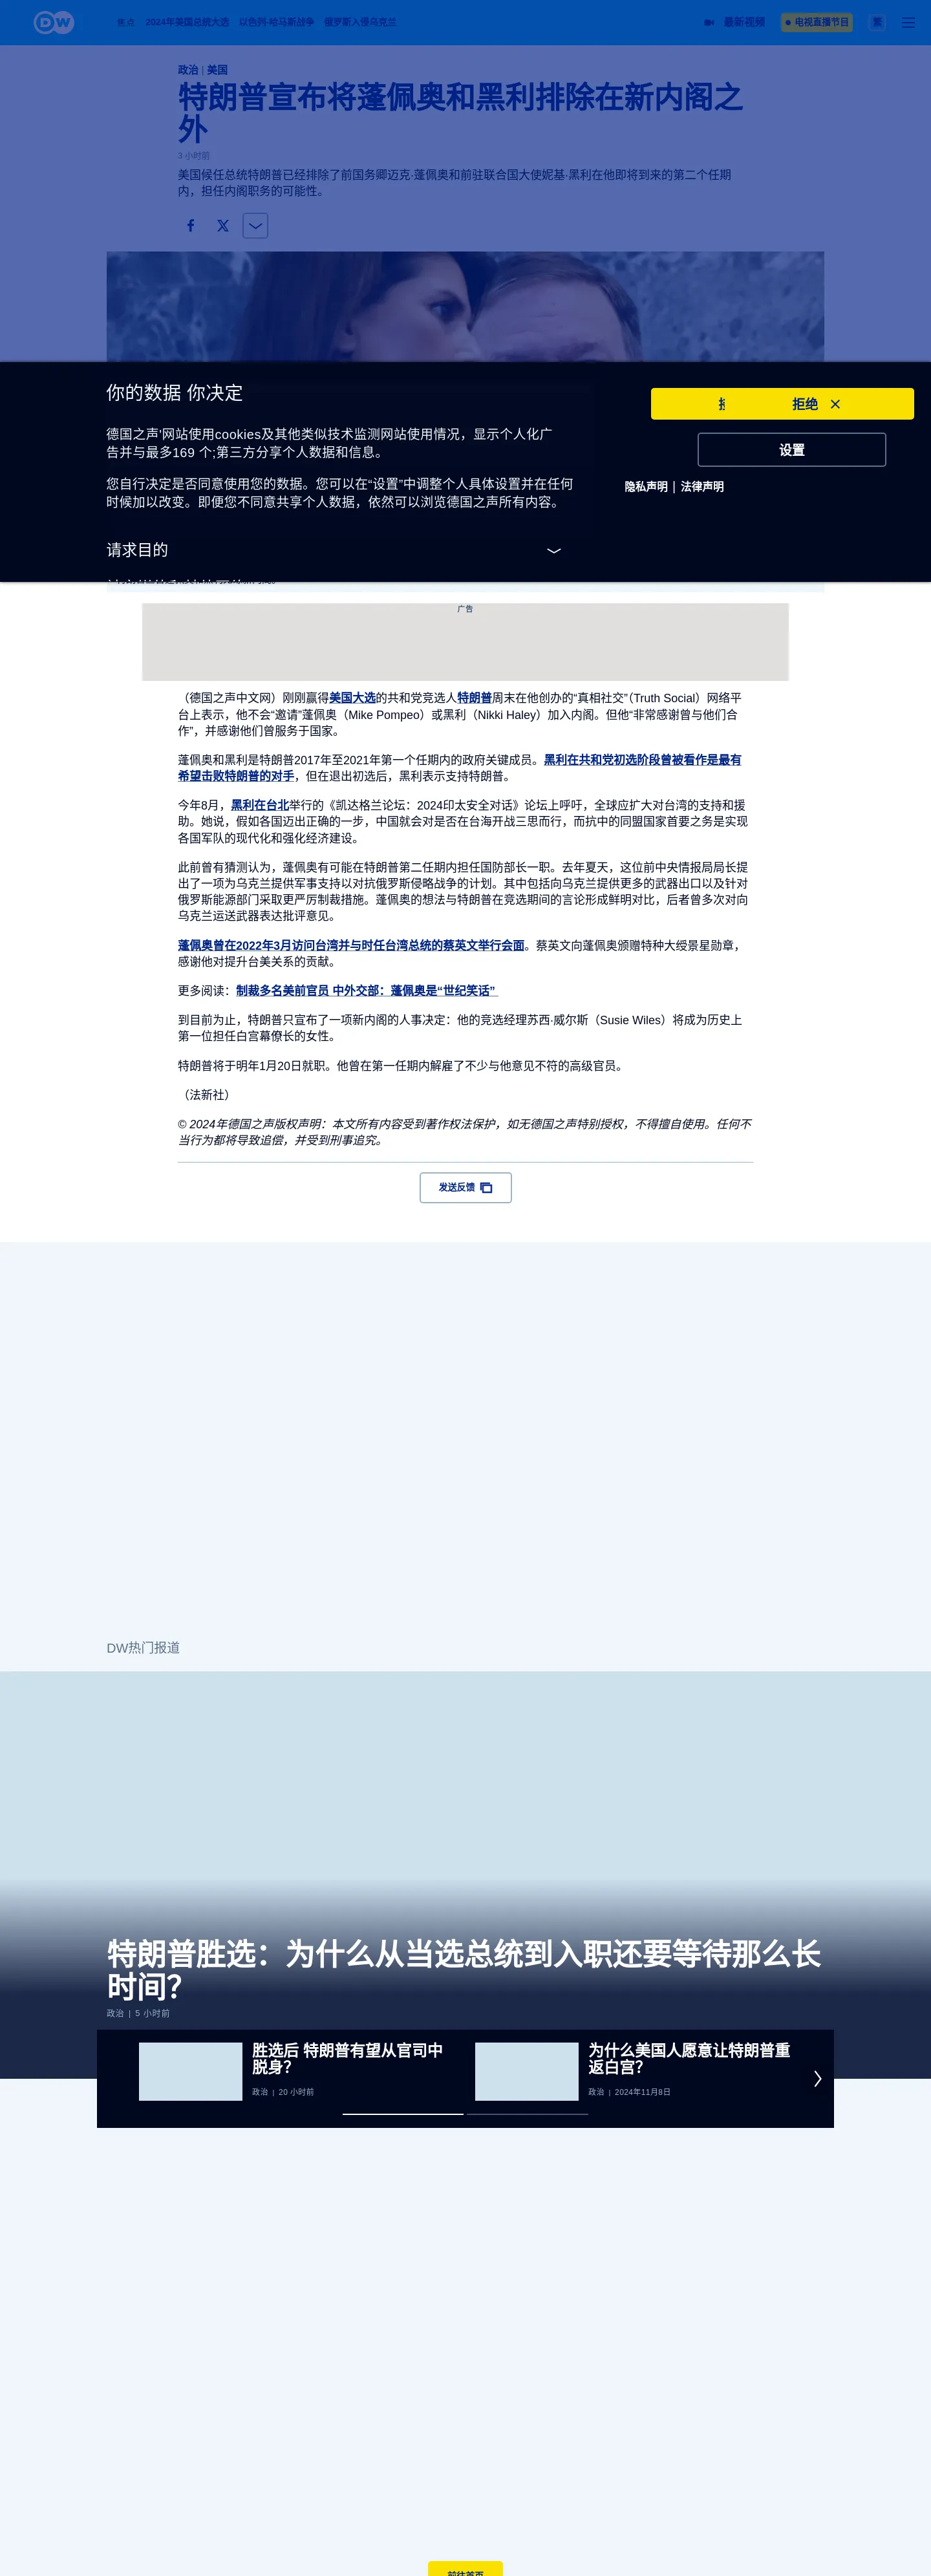 DW
焦点 2024年美国总统大选 以色列-哈马斯战争 俄罗斯入侵乌克兰 最新视频 电视直播节目 繁
政治 | 美国
特朗普宣布将蓬佩奥和黑利排除在新内阁之
外
3 小时前
美国候任总统特朗普已经排除了前国务卿迈克·蓬佩奥和前驻联合国大使妮基·黑利在他即将到来的第二个任期
内，担任内阁职务的可能性。
你的数据 你决定
德国之声'网站使用cookies及其他类似技术监测网站使用情况，显示个人化广
告并与最多169 个;第三方分享个人数据和信息。
您自行决定是否同意使用您的数据。您可以在“设置”中调整个人具体设置并在任何
时候加以改变。即便您不同意共享个人数据，依然可以浏览德国之声所有内容。
请求目的
拒绝
设置
隐私声明 | 法律声明
广告
（德国之声中文网）刚刚赢得美国大选的共和党竞选人特朗普周末在他创办的“真相社交”（Truth Social）网络平
台上表示，他不会“邀请”蓬佩奥（Mike Pompeo）或黑利（Nikki Haley）加入内阁。但他“非常感谢曾与他们合
作”，并感谢他们曾服务于国家。
蓬佩奥和黑利是特朗普2017年至2021年第一个任期内的政府关键成员。黑利在共和党初选阶段曾被看作是最有
希望击败特朗普的对手，但在退出初选后，黑利表示支持特朗普。
今年8月，黑利在台北举行的《凯达格兰论坛：2024印太安全对话》论坛上呼吁，全球应扩大对台湾的支持和援
助。她说，假如各国迈出正确的一步，中国就会对是否在台海开战三思而行，而抗中的同盟国家首要之务是实现
各国军队的现代化和强化经济建设。
此前曾有猜测认为，蓬佩奥有可能在特朗普第二任期内担任国防部长一职。去年夏天，这位前中央情报局局长提
出了一项为乌克兰提供军事支持以对抗俄罗斯侵略战争的计划。其中包括向乌克兰提供更多的武器出口以及针对
俄罗斯能源部门采取更严厉制裁措施。蓬佩奥的想法与特朗普在竞选期间的言论形成鲜明对比，后者曾多次对向
乌克兰运送武器表达批评意见。
蓬佩奥曾在2022年3月访问台湾并与时任台湾总统的蔡英文举行会面。蔡英文向蓬佩奥颁赠特种大绶景星勋章，
感谢他对提升台美关系的贡献。
更多阅读：制裁多名美前官员 中外交部：蓬佩奥是“世纪笑话”
到目前为止，特朗普只宣布了一项新内阁的人事决定：他的竞选经理苏西·威尔斯（Susie Wiles）将成为历史上
第一位担任白宫幕僚长的女性。
特朗普将于明年1月20日就职。他曾在第一任期内解雇了不少与他意见不符的高级官员。
（法新社）
© 2024年德国之声版权声明：本文所有内容受到著作权法保护，如无德国之声特别授权，不得擅自使用。任何不
当行为都将导致追偿，并受到刑事追究。
发送反馈
DW热门报道
特朗普胜选：为什么从当选总统到入职还要等待那么长
时间？
政治 | 5 小时前
胜选后 特朗普有望从官司中
脱身？
政治 | 20 小时前
为什么美国人愿意让特朗普重
返白宫？
政治 | 2024年11月8日
前往首页